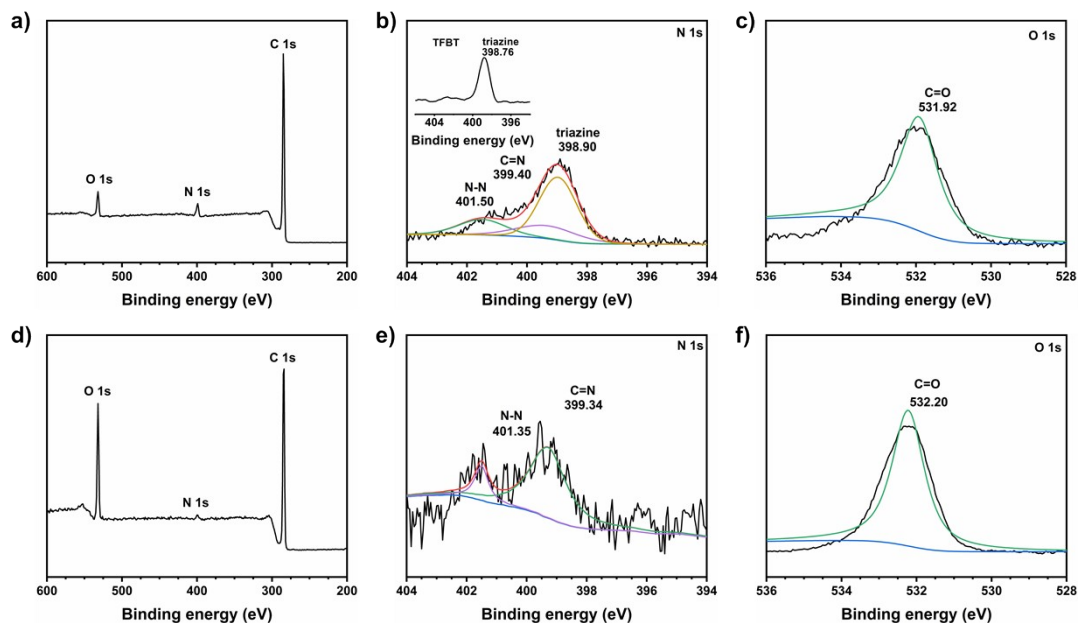 a)
C 1s
O 1s
N 1s
600 500 400 300 200
Binding energy (eV)
b)
N 1s
TFBT
triazine
398.76
404 400 396
Binding energy (eV)
triazine
398.90
C=N
399.40
N-N
401.50
404 402 400 398 396 394
Binding energy (eV)
c)
O 1s
C=O
531.92
536 534 532 530 528
Binding energy (eV)
d)
C 1s
O 1s
N 1s
600 500 400 300 200
Binding energy (eV)
e)
N 1s
C=N
399.34
N-N
401.35
404 402 400 398 396 394
Binding energy (eV)
f)
O 1s
C=O
532.20
536 534 532 530 528
Binding energy (eV)